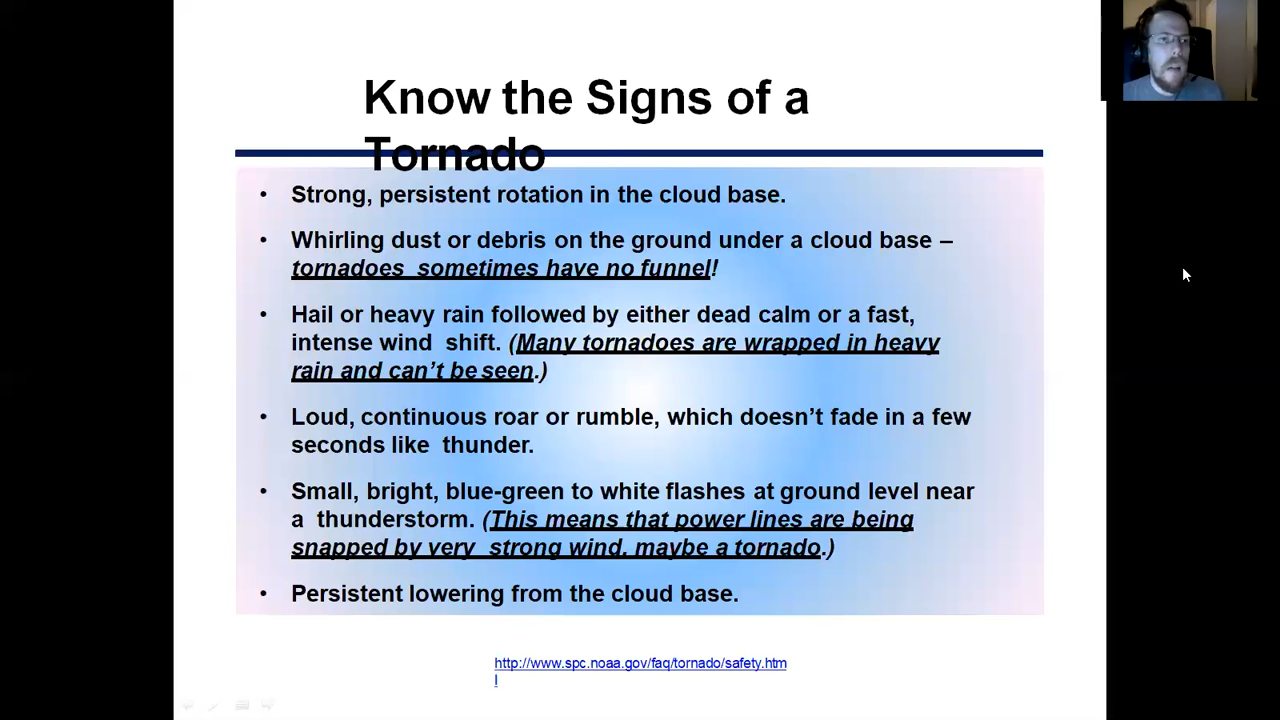 Know the Signs of a
Tornado
• Strong, persistent rotation in the cloud base.
• Whirling dust or debris on the ground under a cloud base –
tornadoes sometimes have no funnel!
• Hail or heavy rain followed by either dead calm or a fast,
intense wind shift. (Many tornadoes are wrapped in heavy
rain and can’t be seen.)
• Loud, continuous roar or rumble, which doesn’t fade in a few
seconds like thunder.
• Small, bright, blue-green to white flashes at ground level near
a thunderstorm. (This means that power lines are being
snapped by very strong wind, maybe a tornado.)
• Persistent lowering from the cloud base.
http://www.spc.noaa.gov/faq/tornado/safety.htm
l